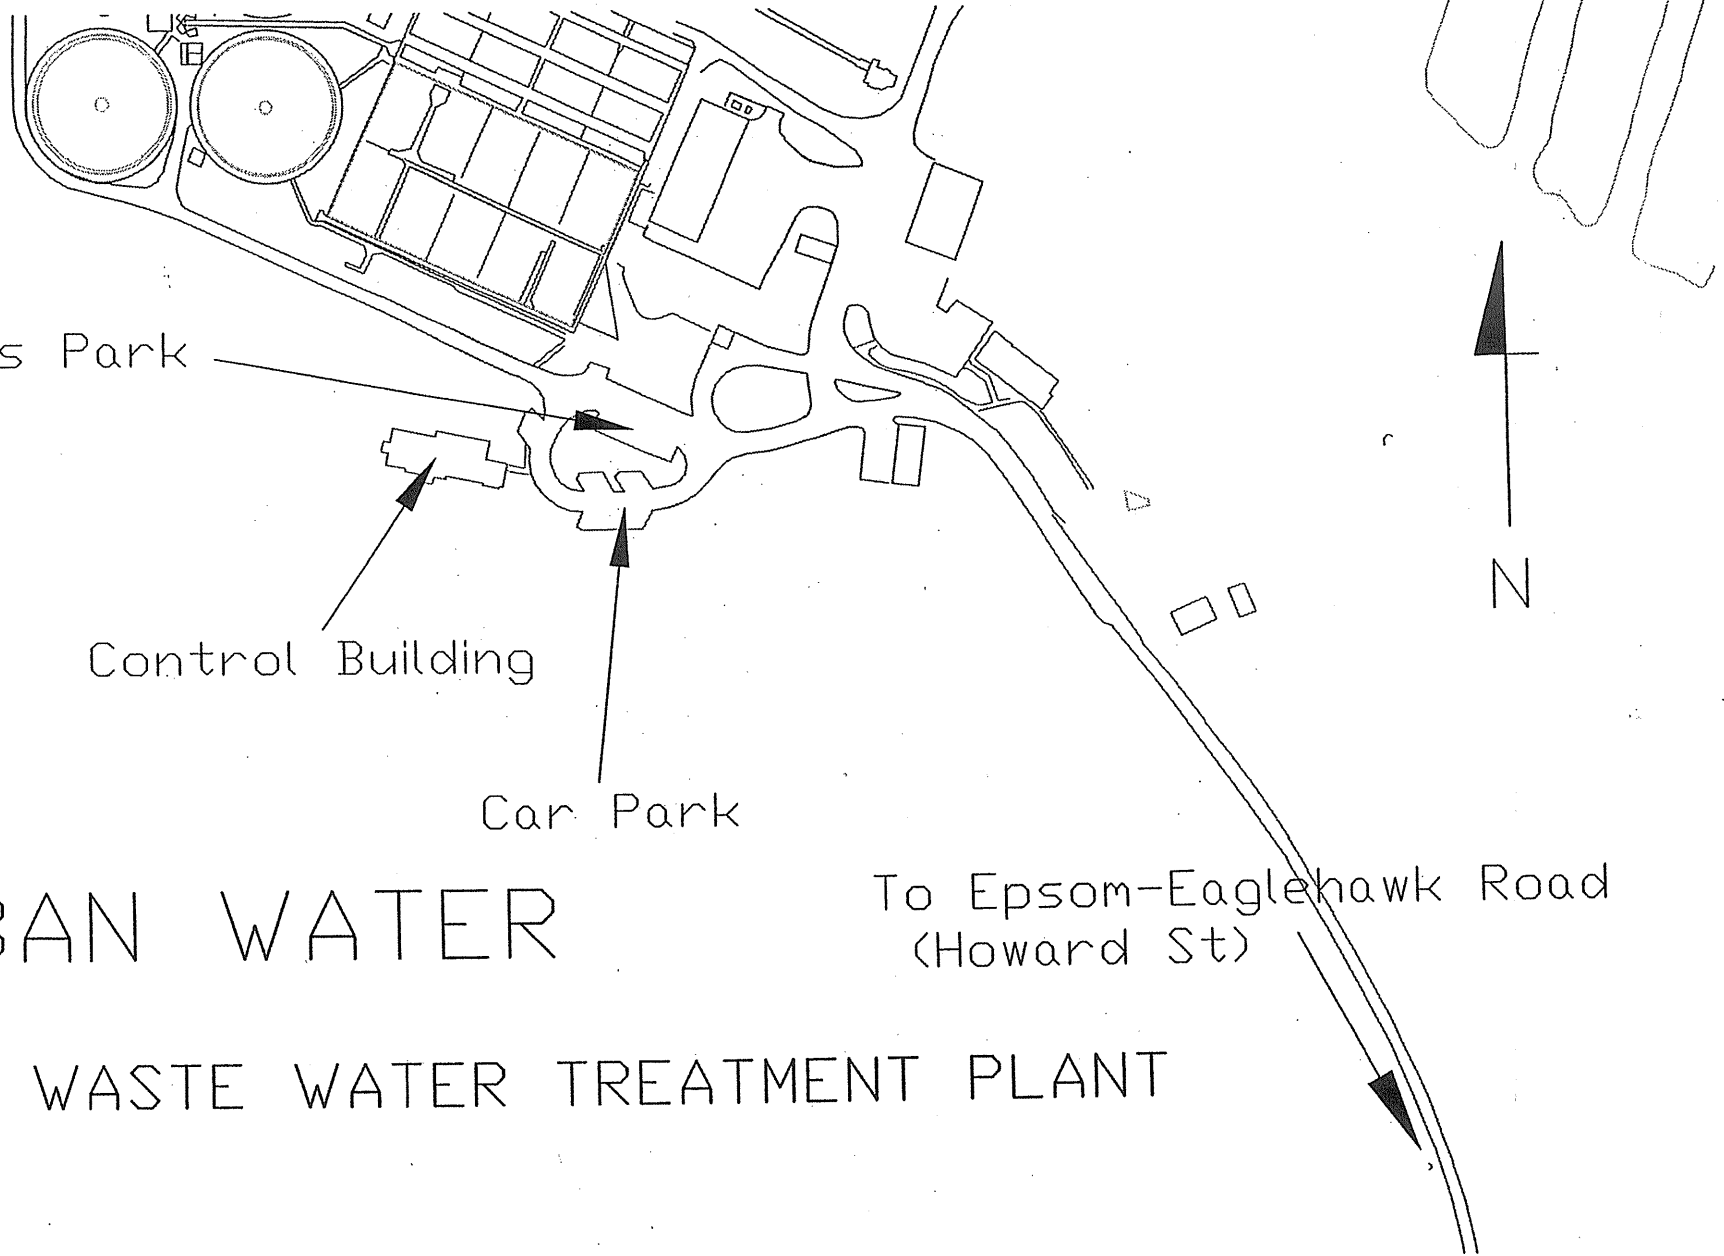 s Park
N
Control Building
Car Park
To Epsom-Eaglehawk Road
(Howard St)
BAN WATER
WASTE WATER TREATMENT PLANT